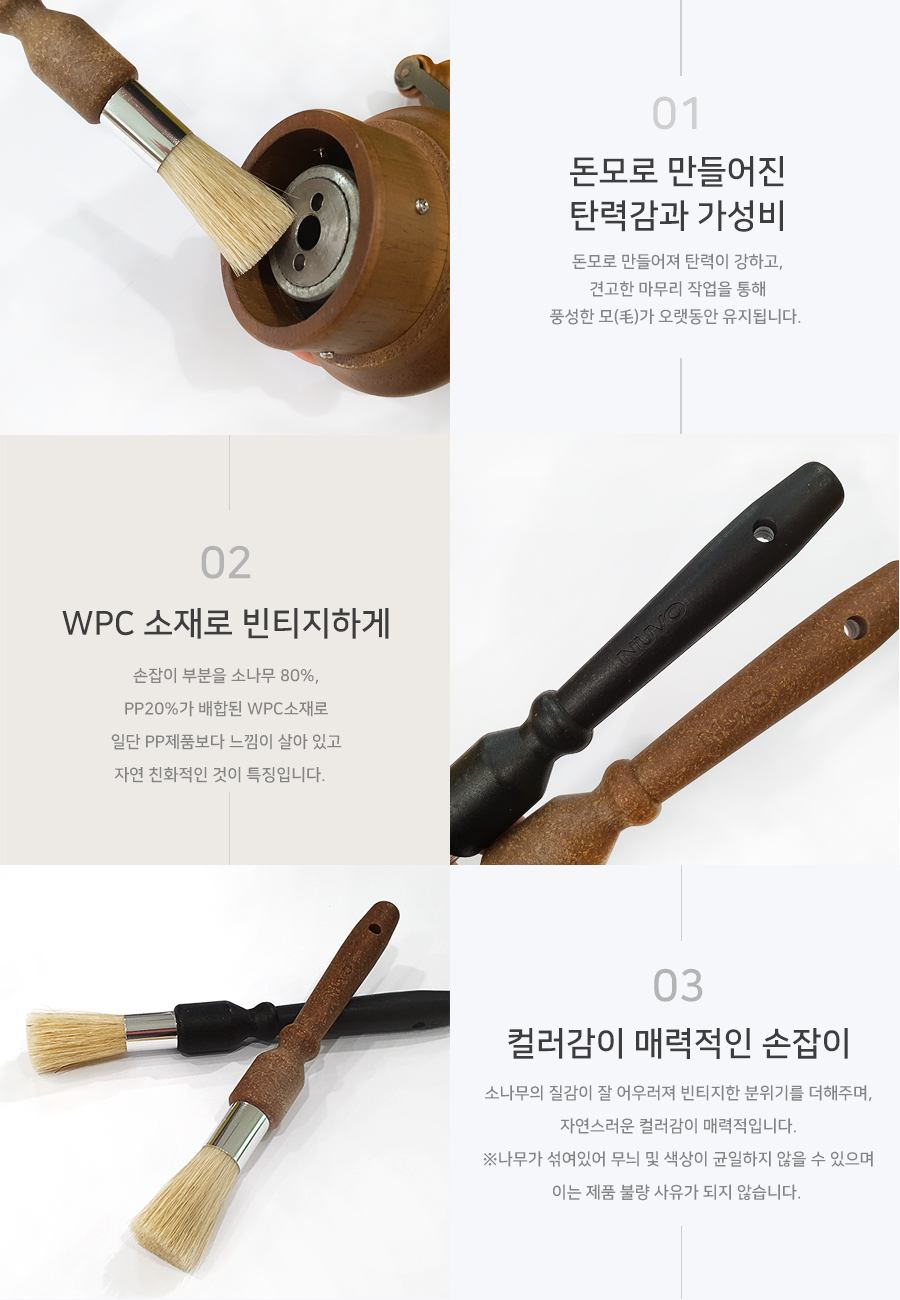 01
돈모로 만들어진
탄력감과 가성비
돈모로 만들어져 탄력이 강하고,
견고한 마무리 작업을 통해
풍성한 모(毛)가 오랫동안 유지됩니다.
02
WPC 소재로 빈티지하게
손잡이 부분을 소나무 80%,
PP20%가 배합된 WPC소재로
일단 PP제품보다 느낌이 살아 있고
자연 친화적인 것이 특징입니다.
NUVO
NUVO
03
컬러감이 매력적인 손잡이
소나무의 질감이 잘 어우러져 빈티지한 분위기를 더해주며,
자연스러운 컬러감이 매력적입니다.
※나무가 섞여있어 무늬 및 색상이 균일하지 않을 수 있으며
이는 제품 불량 사유가 되지 않습니다.